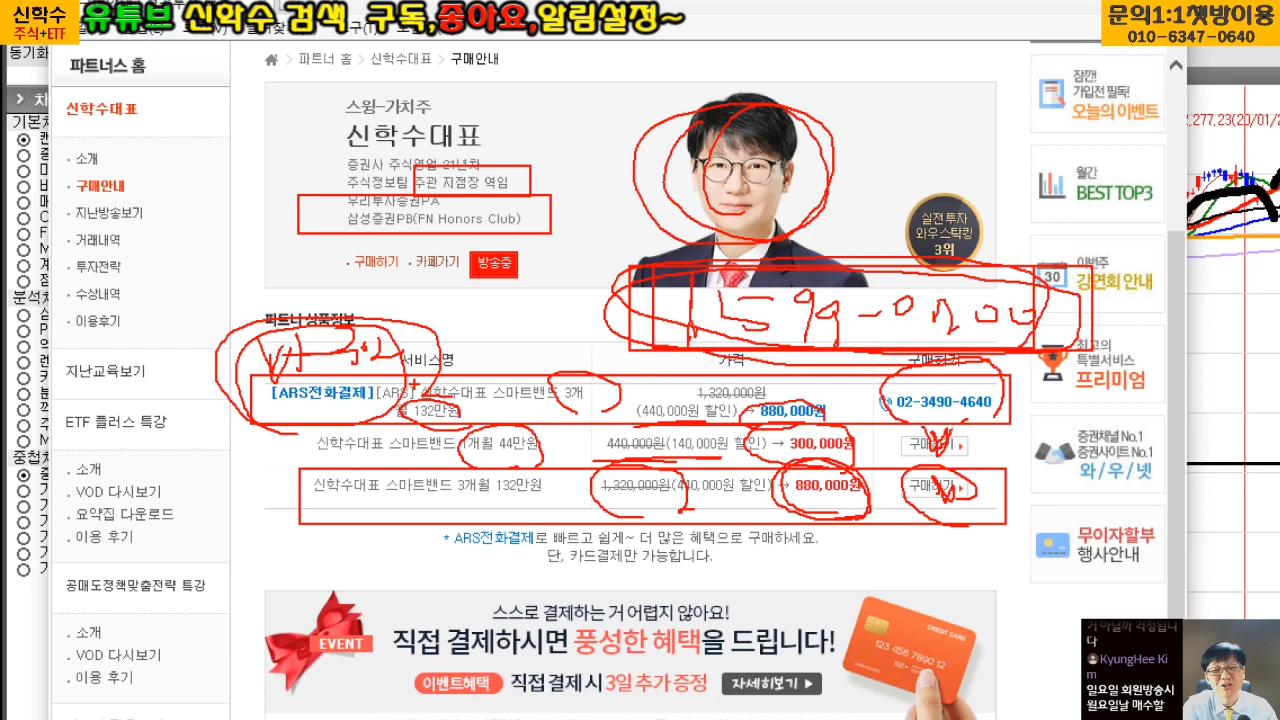 신학수
주식+ETF
유튜브 신학수 검색 구독,좋아요,알림설정~
문의1:1챗방이용
010-6347-0640
동기화
파트너스 홈
파트너 홈 > 신학수대표 > 구매안내
신학수대표
· 소개
· 구매안내
· 지난방송보기
· 거래내역
· 투자전략
· 수상내역
· 이용후기
지난교육보기
ETF 플러스 특강
. 소개
. VOD 다시보기
. 요약집 다운로드
. 이용 후기
공매도정책맞춤전략 특강
. 소개
. VOD 다시보기
. 이용 후기
스윙-가치주
신학수대표
증권사 주식영업 21년차
주식정보팀 주관 지점장 역임
우리투자증권PA
삼성증권PB(FN Honors Club)
· 구매하기 · 카페가기 방송중
실전투자
와우스탁킹
3위
파트너 상품정보
서비스명 가격 구매하기
[ARS전화결제][ARS] 신학수대표 스마트밴드 3개
월 132만원
1,320,000원
(440,000원 할인) → 880,000원
02-3490-4640
신학수대표 스마트밴드 1개월 44만원 440,000원(140,000원 할인) → 300,000원 구매하기
신학수대표 스마트밴드 3개월 132만원 1,320,000원(440,000원 할인) → 880,000원 구매하기
* ARS전화결제로 빠르고 쉽게~ 더 많은 혜택으로 구매하세요.
단, 카드결제만 가능합니다.
EVENT
스스로 결제하는 거 어렵지 않아요!
직접 결제하시면 풍성한 혜택을 드립니다!
이벤트혜택 직접 결제 시 3일 추가 증정 자세히보기 ▶
CREDIT CARD
123 456 7890 12
잠깐!
가입전 필독!
오늘의 이벤트
월간
BEST TOP3
이번주
30
강연회 안내
최고의
특별서비스
프리미엄
증권채널 No.1
증권사이트 No.1
와/우/넷
무이자할부
행사안내
2,277,23(20/01/2
거 아닐까 걱정됩니
다
KyungHee Ki
m
일요일 회원방송시
월요일날 매수할